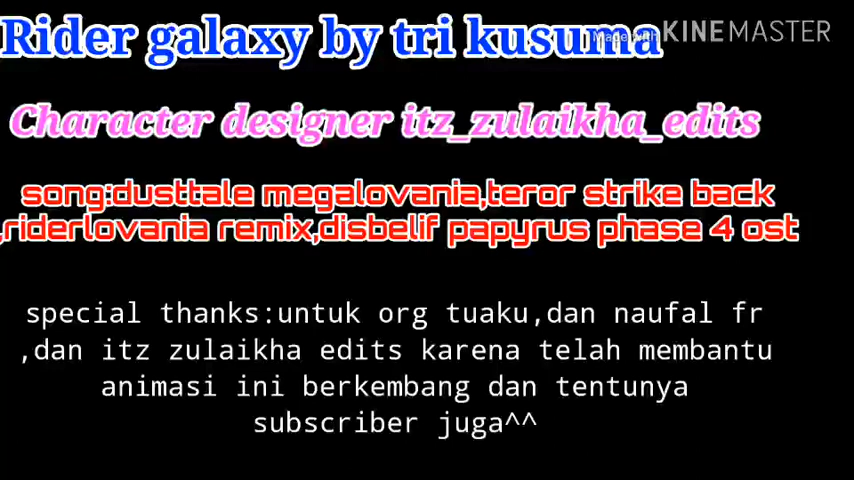 Rider galaxy by tri kusuma
Made with KINEMASTER
Character designer itz_zulaikha_edits
song:dusttale megalovania,teror strike back
,riderlovania remix,disbelif papyrus phase 4 ost
special thanks:untuk org tuaku,dan naufal fr
,dan itz zulaikha edits karena telah membantu
animasi ini berkembang dan tentunya
subscriber juga^^